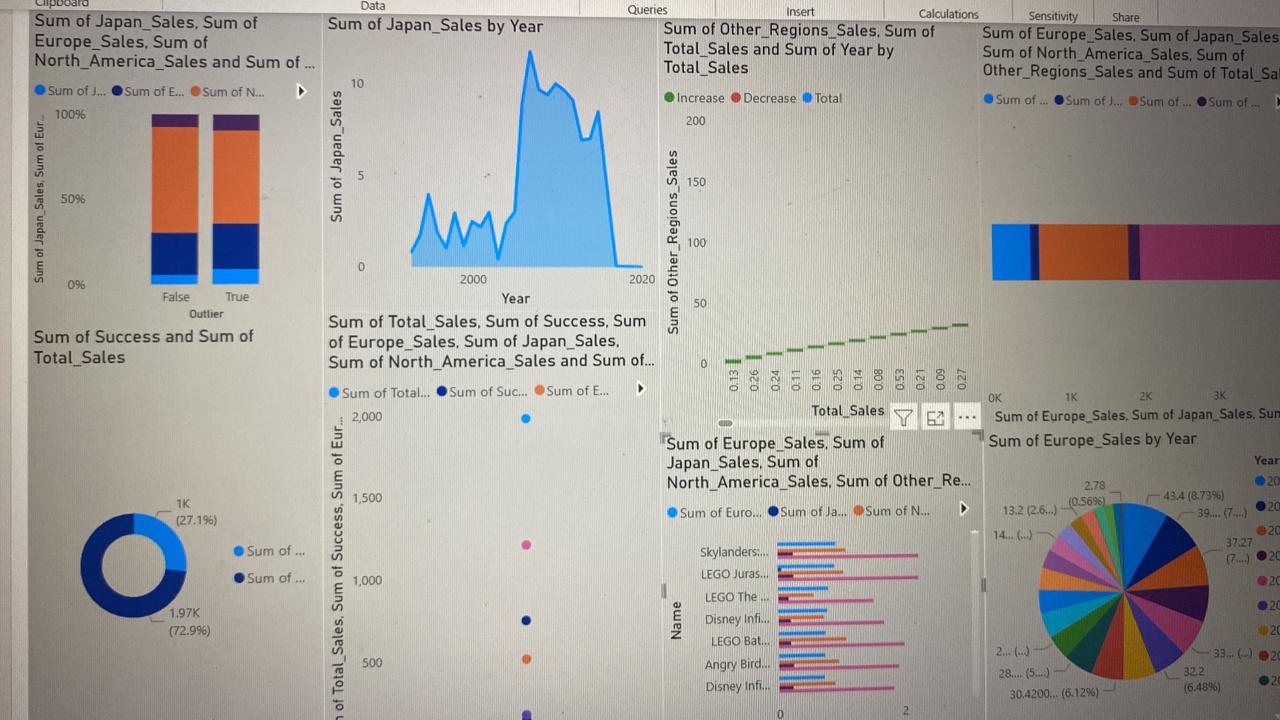 Clipboard
Data
Queries
Insert
Calculations
Sensitivity
Share
Sum of Japan_Sales, Sum of
Europe_Sales, Sum of
North_America_Sales and Sum of ...
Sum of J...
Sum of E...
Sum of N...
Sum of Japan_Sales, Sum of Eur...
100%
50%
0%
False
True
Outlier
Sum of Japan_Sales by Year
Sum of Japan_Sales
10
5
0
2000
2020
Year
Sum of Other_Regions_Sales, Sum of
Total_Sales and Sum of Year by
Total_Sales
Increase
Decrease
Total
Sum of Other_Regions_Sales
200
150
100
50
0
0.13
0.26
0.24
0.11
0.16
0.25
0.14
0.08
0.53
0.21
0.09
0.27
Total_Sales
Sum of Europe_Sales, Sum of Japan_Sales
Sum of North_America_Sales, Sum of
Other_Regions_Sales and Sum of Total_Sa
Sum of ...
Sum of J...
Sum of ...
Sum of ...
0K
1K
2K
3K
Sum of Europe_Sales, Sum of Japan_Sales, Sun
Sum of Success and Sum of
Total_Sales
1K
(27.1%)
1.97K
(72.9%)
Sum of ...
Sum of ...
Sum of Total_Sales, Sum of Success, Sum
of Europe_Sales, Sum of Japan_Sales,
Sum of North_America_Sales and Sum of...
Sum of Total...
Sum of Suc...
Sum of E...
n of Total_Sales, Sum of Success, Sum of Eur...
2,000
1,500
1,000
500
Sum of Europe_Sales, Sum of
Japan_Sales, Sum of
North_America_Sales, Sum of Other_Re...
Sum of Euro...
Sum of Ja...
Sum of N...
Name
Skylanders:...
LEGO Juras...
LEGO The ...
Disney Infi...
LEGO Bat...
Angry Bird...
Disney Infi...
0
2
Sum of Europe_Sales by Year
Year
2.78
(0.56%)
13.2 (2.6...)
14... (...)
43.4 (8.73%)
39.... (7....)
37.27
(7....)
33... (...)
32.2
(6.48%)
30.4200... (6.12%)
28.... (5....)
2... (...)
20
20
20
20
20
20
20
20
20